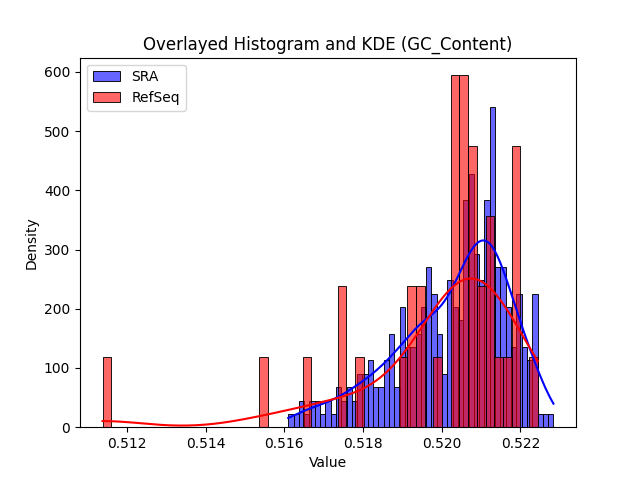 Overlayed Histogram and KDE (GC_Content)
SRA
RefSeq
600
500
400
300
200
100
0
Density
0.512 0.514 0.516 0.518 0.520 0.522
Value